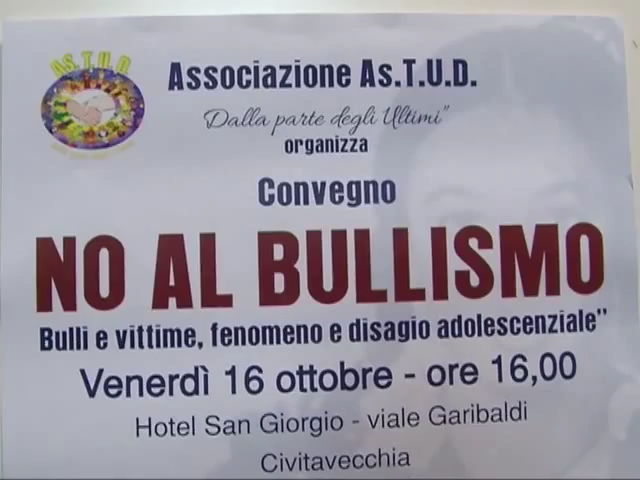 As.T.U.D.
Associazione As.T.U.D.
Dalla parte degli Ultimi"
organizza
Convegno
NO AL BULLISMO
Bulli e vittime, fenomeno e disagio adolescenziale"
Venerdì 16 ottobre - ore 16,00
Hotel San Giorgio - viale Garibaldi
Civitavecchia